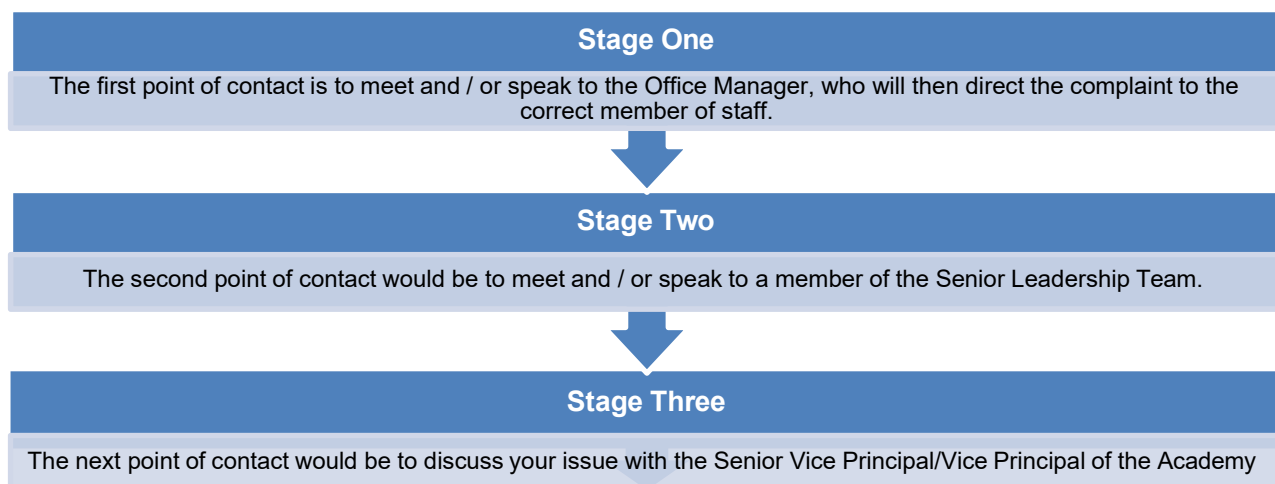 Stage One
The first point of contact is to meet and / or speak to the Office Manager, who will then direct the complaint to the
correct member of staff.
Stage Two
The second point of contact would be to meet and / or speak to a member of the Senior Leadership Team.
Stage Three
The next point of contact would be to discuss your issue with the Senior Vice Principal/Vice Principal of the Academy